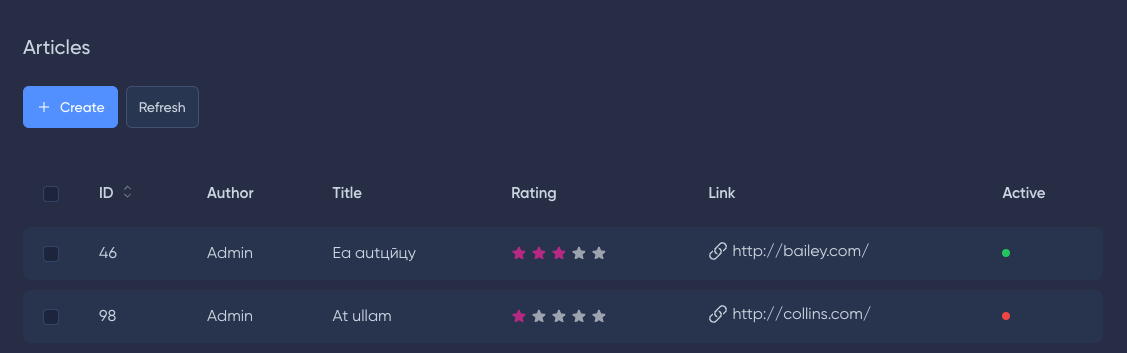 Articles
+ Create Refresh
ID Author Title Rating Link Active
46 Admin Ea autцйцу http://bailey.com/
98 Admin At ullam http://collins.com/